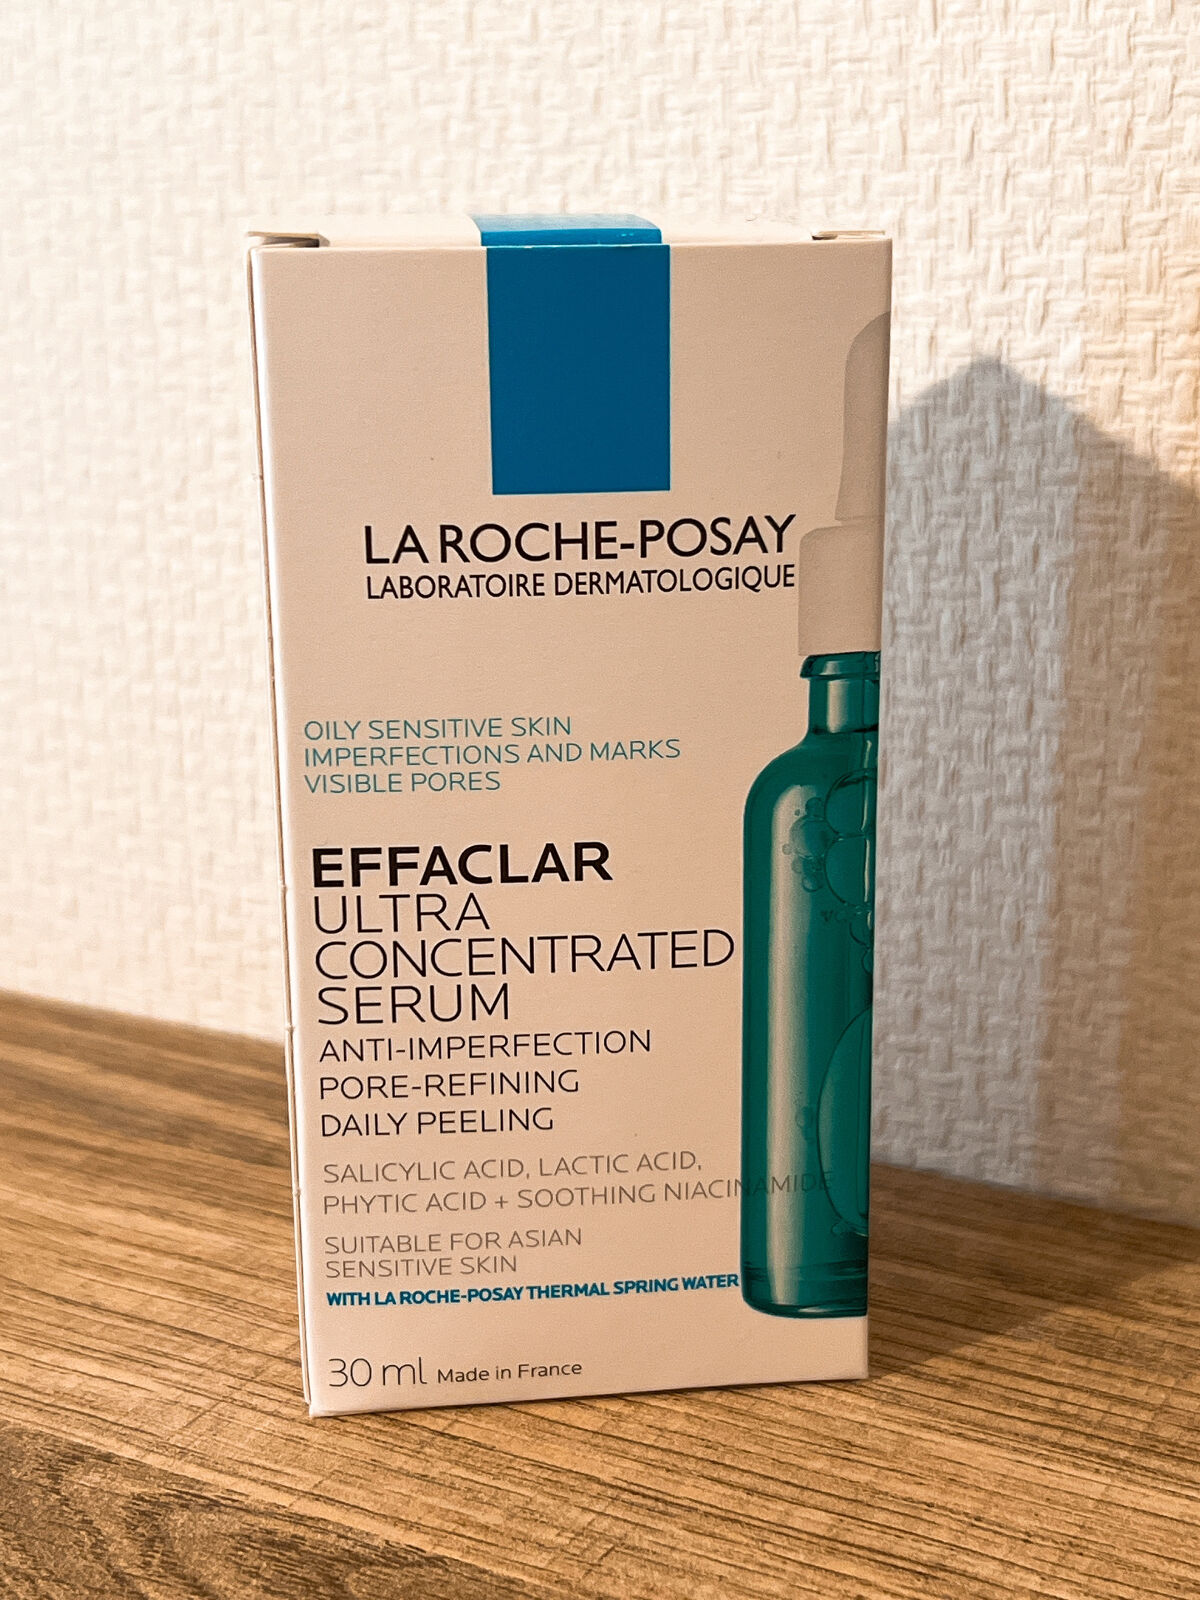 LA ROCHE-POSAY
LABORATOIRE DERMATOLOGIQUE
OILY SENSITIVE SKIN
IMPERFECTIONS AND MARKS
VISIBLE PORES
EFFACLAR
ULTRA
CONCENTRATED
SERUM
ANTI-IMPERFECTION
PORE-REFINING
DAILY PEELING
SALICYLIC ACID, LACTIC ACID,
PHYTIC ACID + SOOTHING NIACINAMIDE
SUITABLE FOR ASIAN
SENSITIVE SKIN
WITH LA ROCHE-POSAY THERMAL SPRING WATER
30 ml Made in France